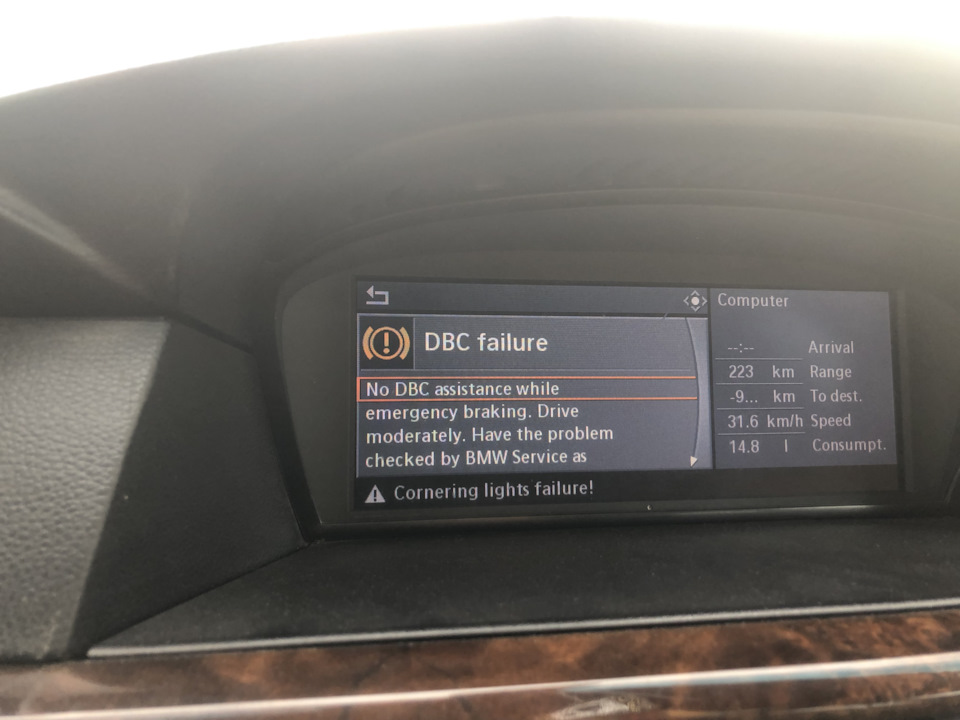 Computer
DBC failure
No DBC assistance while
emergency braking. Drive
moderately. Have the problem
checked by BMW Service as
Cornering lights failure!
--:-- Arrival
223 km Range
-9... km To dest.
31.6 km/h Speed
14.8 l Consumpt.